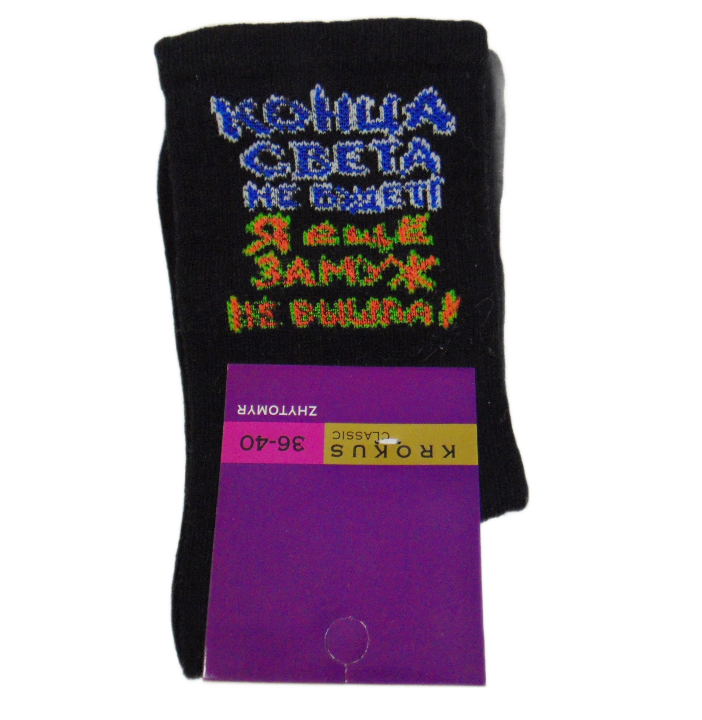 КОНЦА
СВЕТА
НЕ БУДЕТ!
Я ЕЩЕ
ЗАМУЖ
НЕ ВЫШЛА!
ZHYTOMYR
36-40
KROKUS
CLASSIC